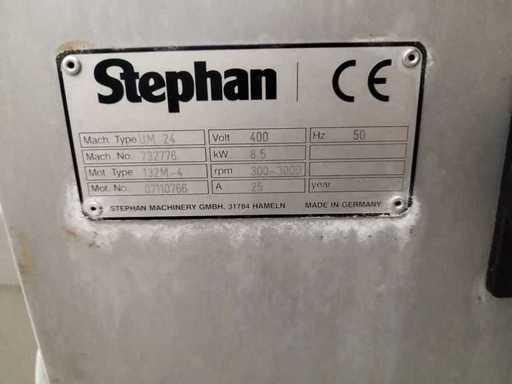 Stephan CE
Mach. Type UM 24 Volt 400 Hz 50
Mach. No. 732776 kW 8.5
Mot. Type 132M-4 rpm 300-3000
Mot. No. 07110766 A 25 year
STEPHAN MACHINERY GMBH, 31784 HAMELN MADE IN GERMANY